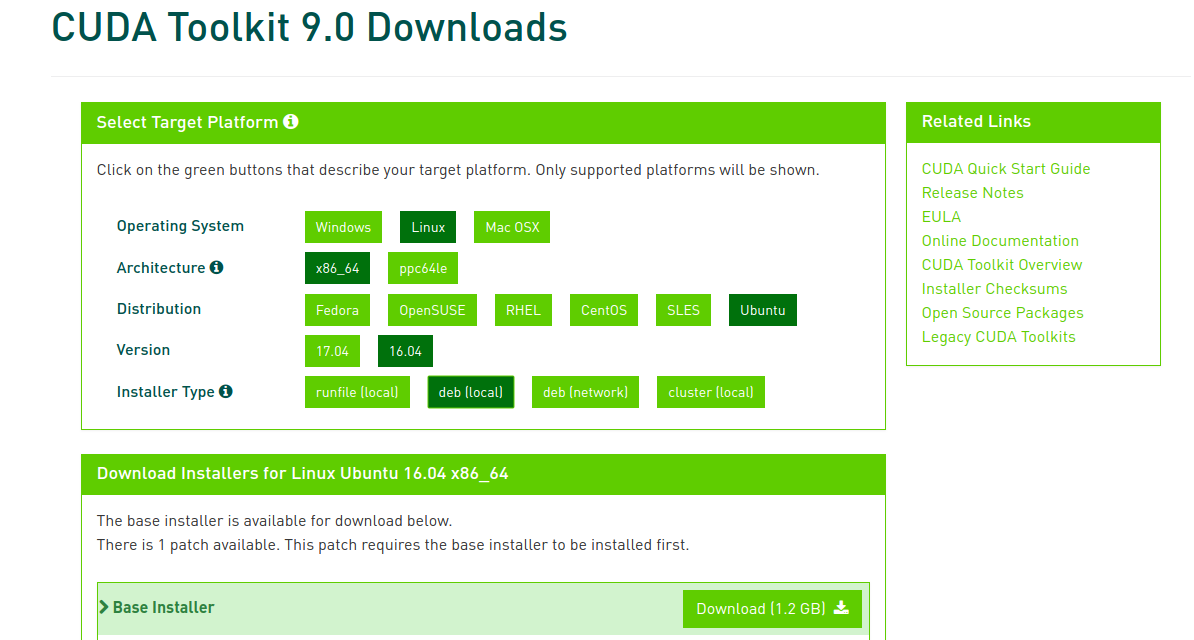 CUDA Toolkit 9.0 Downloads
Select Target Platform
Click on the green buttons that describe your target platform. Only supported platforms will be shown.
Operating System Windows Linux Mac OSX
Architecture x86_64 ppc64le
Distribution Fedora OpenSUSE RHEL CentOS SLES Ubuntu
Version 17.04 16.04
Installer Type runfile (local) deb (local) deb (network) cluster (local)
Download Installers for Linux Ubuntu 16.04 x86_64
The base installer is available for download below.
There is 1 patch available. This patch requires the base installer to be installed first.
Base Installer Download (1.2 GB)
Related Links
CUDA Quick Start Guide
Release Notes
EULA
Online Documentation
CUDA Toolkit Overview
Installer Checksums
Open Source Packages
Legacy CUDA Toolkits